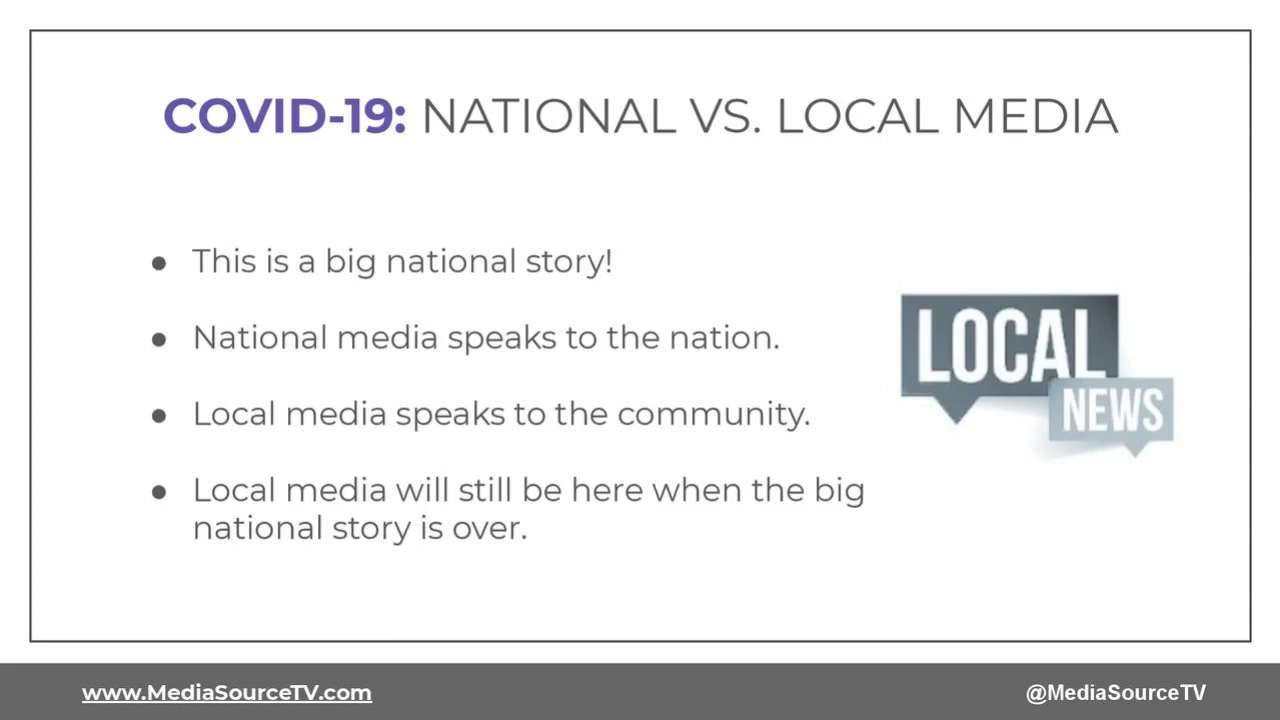 COVID-19: NATIONAL VS. LOCAL MEDIA
● This is a big national story!
● National media speaks to the nation.
● Local media speaks to the community.
● Local media will still be here when the big
national story is over.
LOCAL
NEWS
www.MediaSourceTV.com
@MediaSourceTV